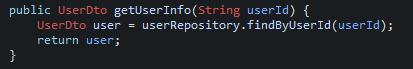 public UserDto getUserInfo(String userId) {
    UserDto user = userRepository.findByUserId(userId);
    return user;
}